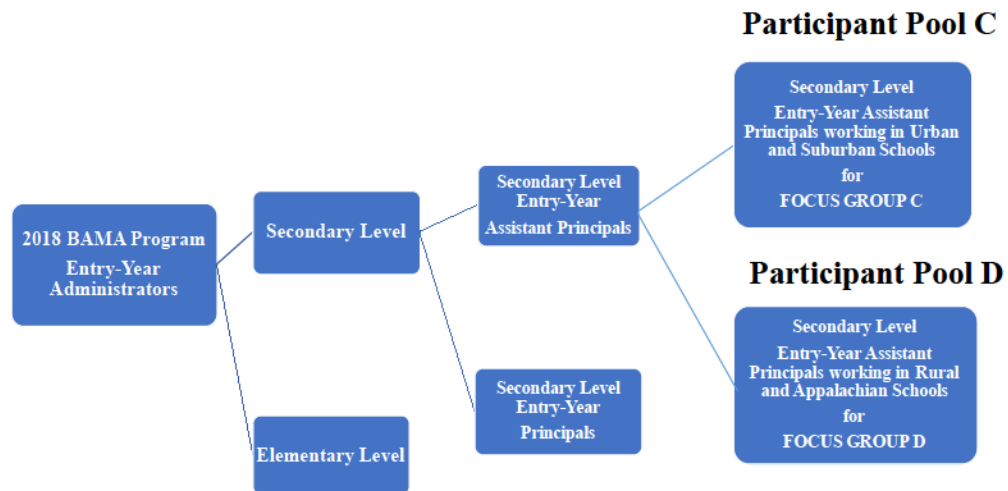 2018 BAMA Program
Entry-Year
Administrators
Secondary Level
Elementary Level
Secondary Level
Entry-Year
Assistant Principals
Secondary Level
Entry-Year
Principals
Participant Pool C
Secondary Level
Entry-Year Assistant
Principals working in Urban
and Suburban Schools
for
FOCUS GROUP C
Participant Pool D
Secondary Level
Entry-Year Assistant
Principals working in Rural
and Appalachian Schools
for
FOCUS GROUP D